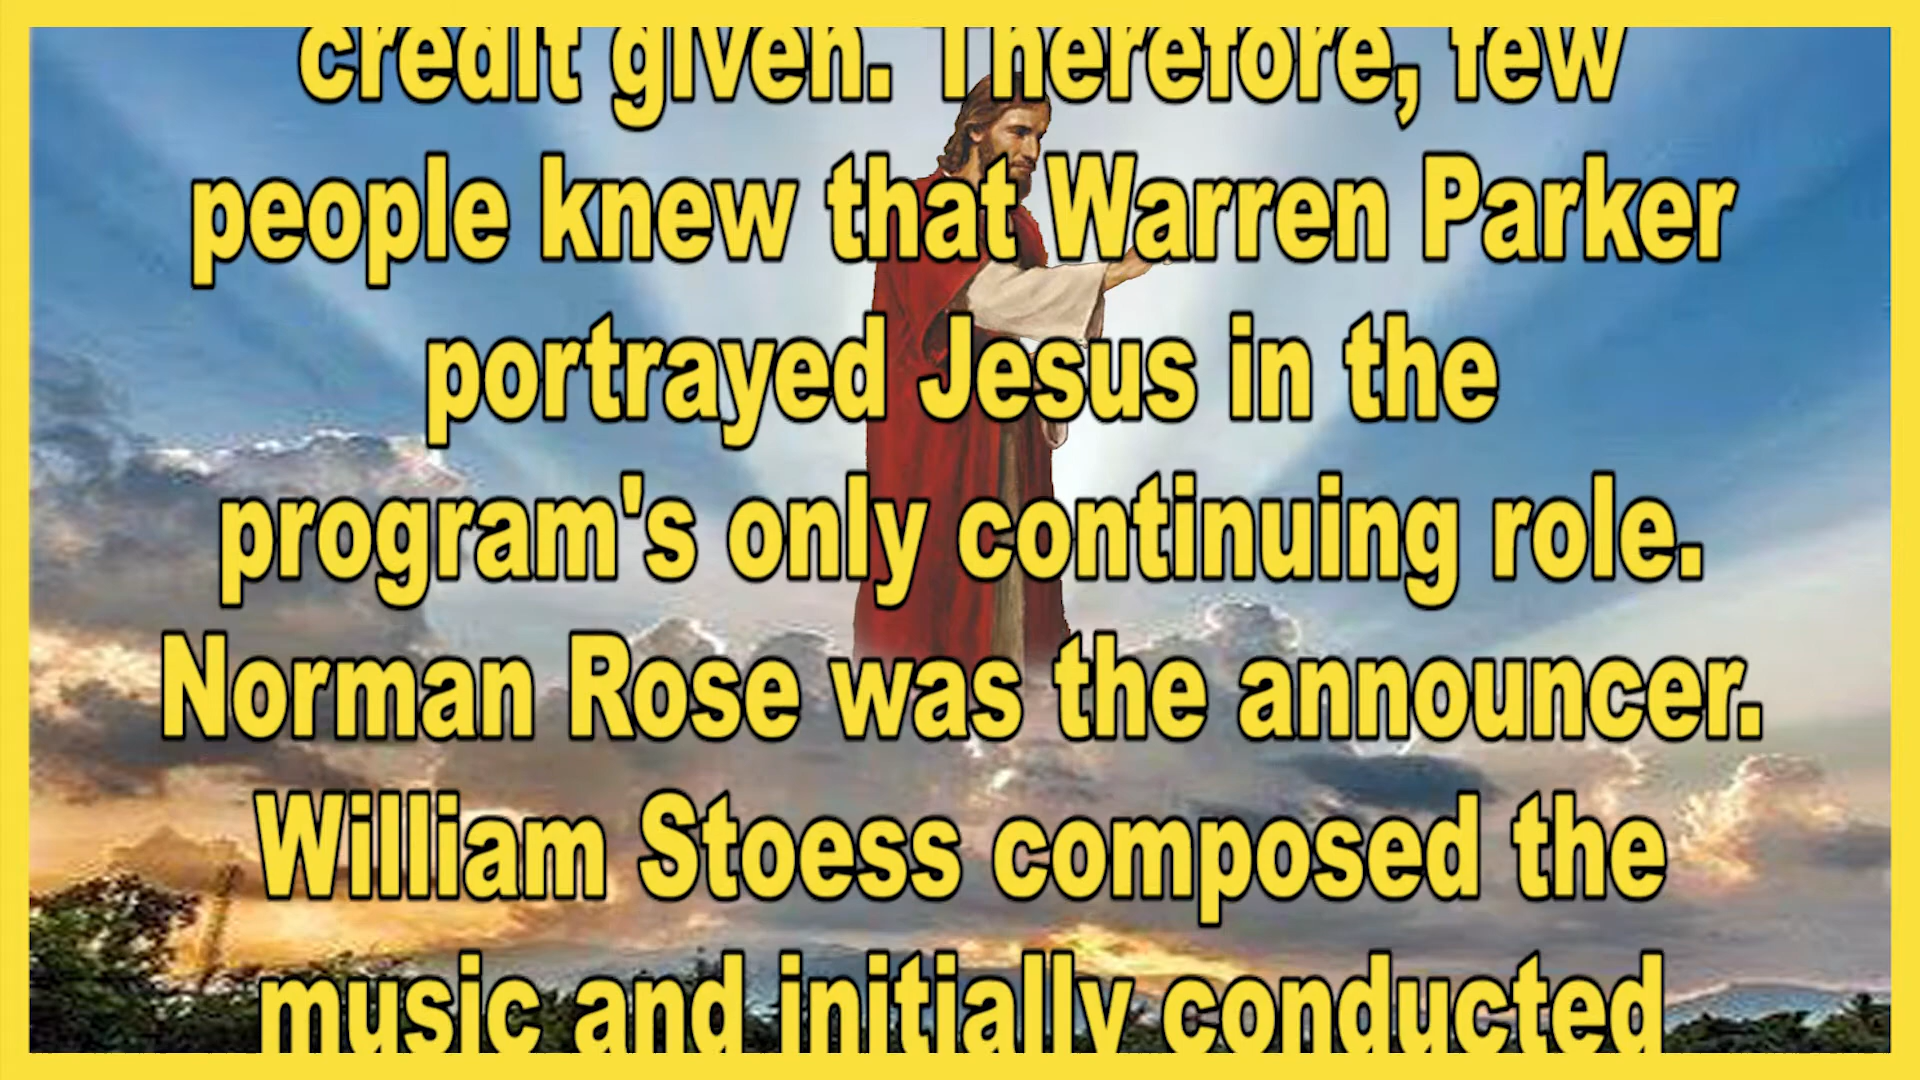 credit given. Therefore, few
people knew that Warren Parker
portrayed Jesus in the
program's only continuing role.
Norman Rose was the announcer.
William Stoess composed the
music and initially conducted